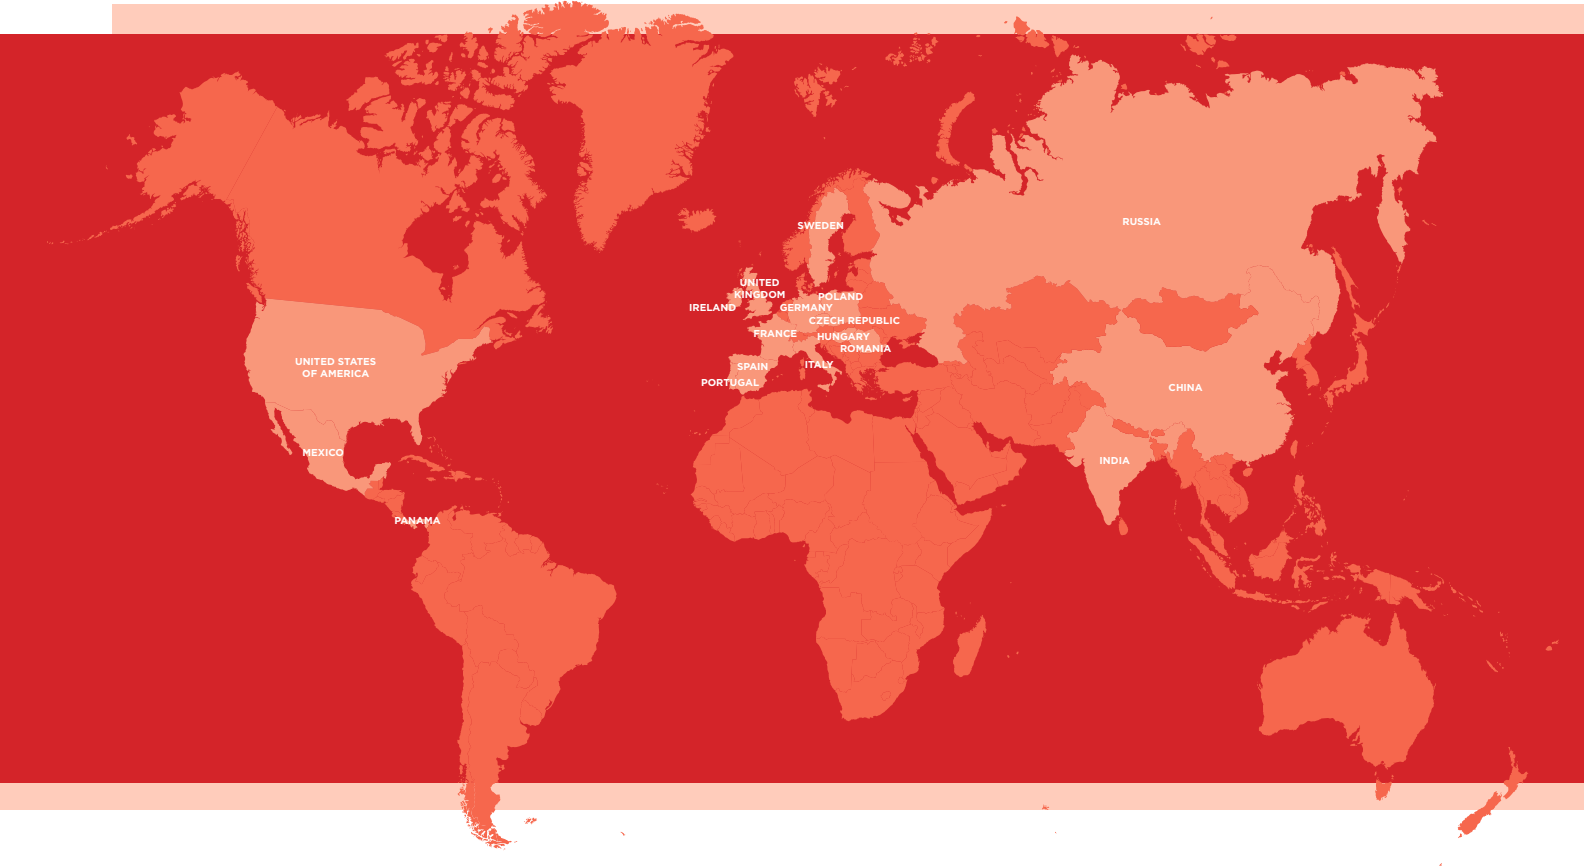 RUSSIA
SWEDEN
UNITED
KINGDOM
POLAND
IRELAND
GERMANY
CZECH REPUBLIC
FRANCE
HUNGARY
ROMANIA
UNITED STATES
OF AMERICA
SPAIN
ITALY
PORTUGAL
CHINA
MEXICO
INDIA
PANAMA